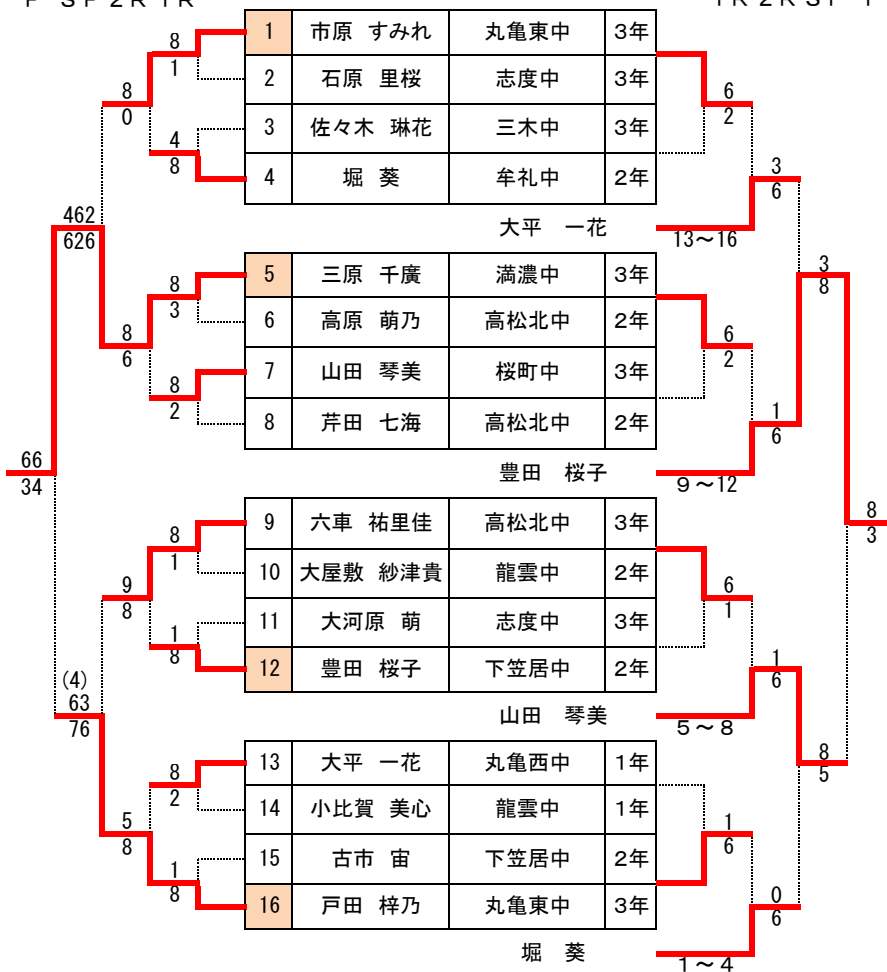 F SF 2R 1R
1R 2R SF F
1 市原 すみれ 丸亀東中 3年
2 石原 里桜 志度中 3年
3 佐々木 琳花 三木中 3年
4 堀 葵 牟礼中 2年
大平 一花
13～16
5 三原 千廣 満濃中 3年
6 高原 萌乃 高松北中 2年
7 山田 琴美 桜町中 3年
8 芹田 七海 高松北中 2年
豊田 桜子
9～12
9 六車 祐里佳 高松北中 3年
10 大屋敷 紗津貴 龍雲中 2年
11 大河原 萌 志度中 3年
12 豊田 桜子 下笠居中 2年
山田 琴美
5～8
13 大平 一花 丸亀西中 1年
14 小比賀 美心 龍雲中 1年
15 古市 宙 下笠居中 2年
16 戸田 梓乃 丸亀東中 3年
堀 葵
1～4
8
1
8
0
4
8
462
626
8
3
8
6
8
2
66
34
8
1
9
8
1
8
(4)
63
76
8
2
5
8
1
8
6
2
3
6
3
8
6
2
1
6
8
3
6
1
1
6
8
5
1
6
0
6